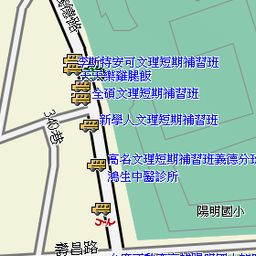 李斯特安可文理短期補習班
天天樂雞腿飯
全碩文理短期補習班
新學人文理短期補習班
340巷
高名文理短期補習班義德分班
鴻生中醫診所
陽明國小
壽昌路